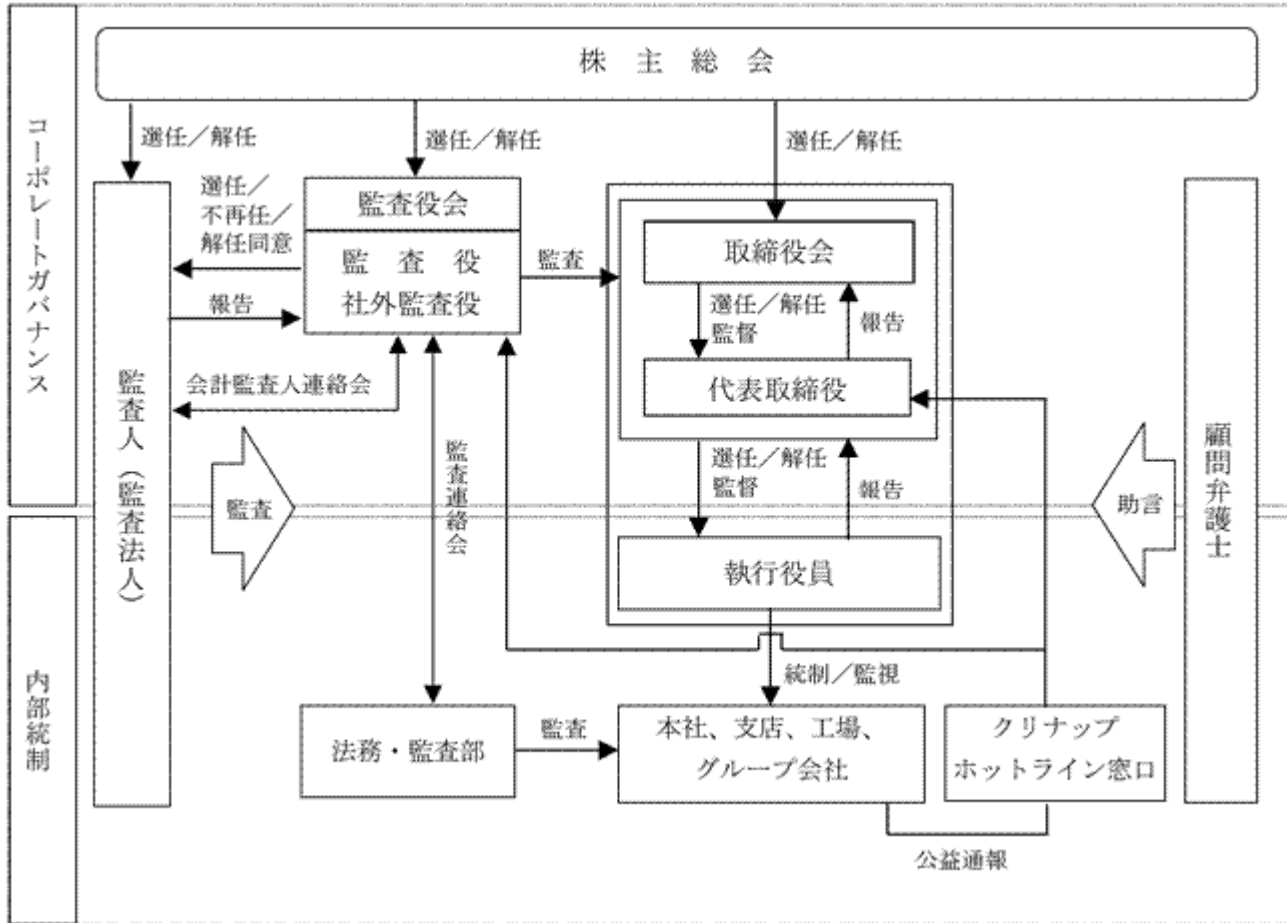 コーポレートガバナンス
株主総会
選任／解任
選任／解任
選任／解任
選任／
不再任／
解任同意
監査役会
監査役
社外監査役
監査
報告
会計監査人連絡会
監査人（監査法人）
監査
監査連絡会
取締役会
選任／解任
監督
報告
代表取締役
選任／解任
監督
報告
執行役員
助言
顧問弁護士
内部統制
統制／監視
法務・監査部
監査
本社、支店、工場、
グループ会社
クリナップ
ホットライン窓口
公益通報